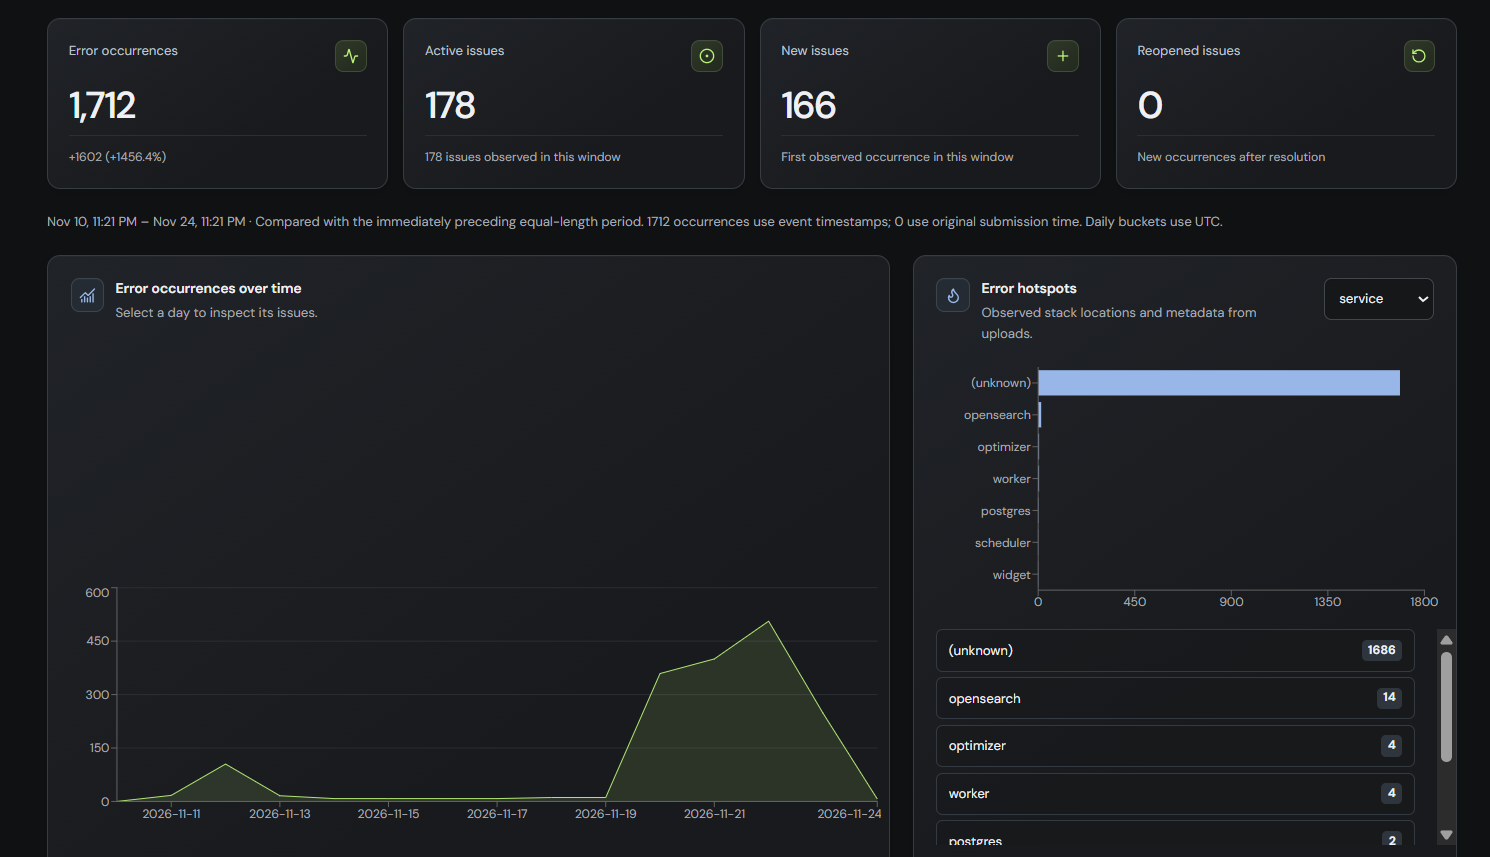 Error occurrences
1,712
+1602 (+1456.4%)
Active issues
178
178 issues observed in this window
New issues
166
First observed occurrence in this window
Reopened issues
0
New occurrences after resolution
Nov 10, 11:21 PM – Nov 24, 11:21 PM · Compared with the immediately preceding equal-length period. 1712 occurrences use event timestamps; 0 use original submission time. Daily buckets use UTC.
Error occurrences over time
Select a day to inspect its issues.
600
450
300
150
0
2026-11-11
2026-11-13
2026-11-15
2026-11-17
2026-11-19
2026-11-21
2026-11-24
Error hotspots
Observed stack locations and metadata from
uploads.
service
(unknown)
opensearch
optimizer
worker
postgres
scheduler
widget
0
450
900
1350
1800
(unknown) 1686
opensearch 14
optimizer 4
worker 4
postgres 2